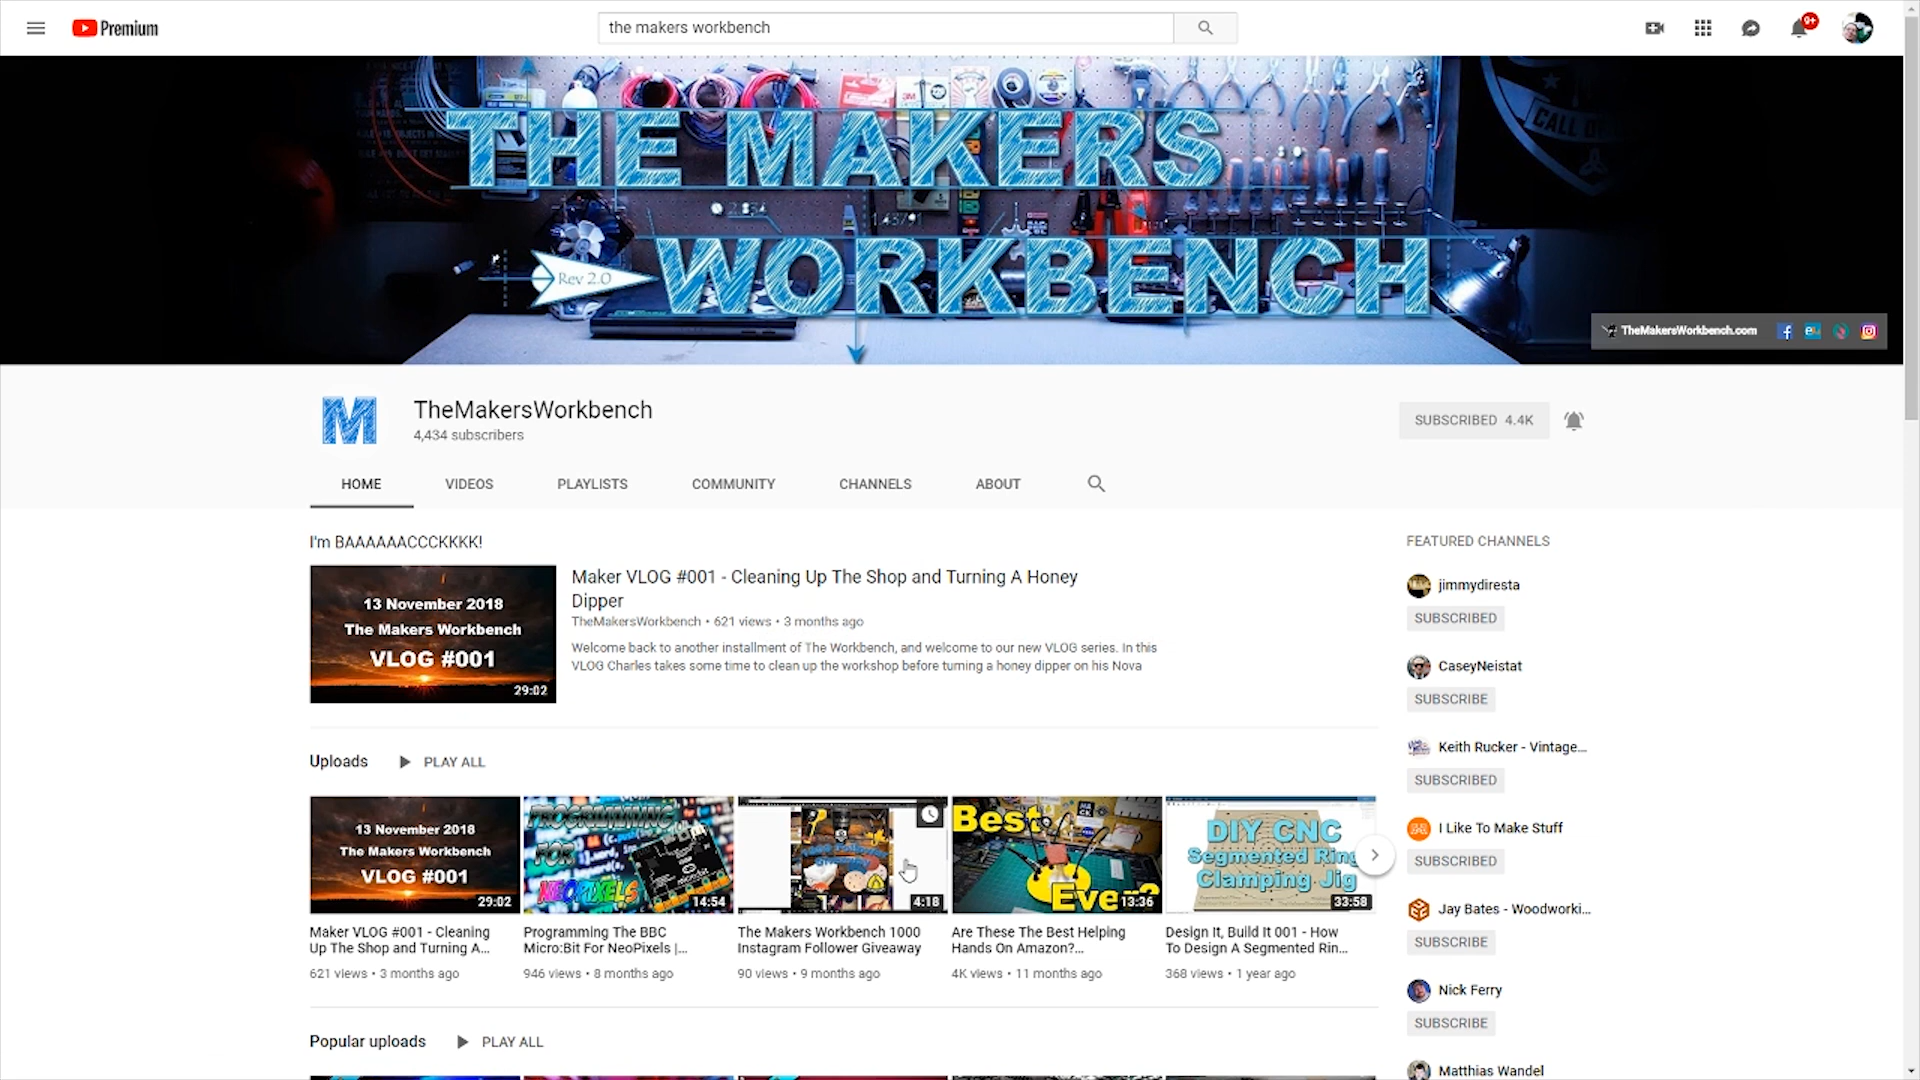 Premium
the makers workbench
9+
THE MAKERS
WORKBENCH
Rev 2.0
CALL OF
TheMakersWorkbench.com
TheMakersWorkbench
4,434 subscribers
SUBSCRIBED 4.4K
HOME
VIDEOS
PLAYLISTS
COMMUNITY
CHANNELS
ABOUT
I'm BAAAAAACCCKKKK!
13 November 2018
The Makers Workbench
VLOG #001
29:02
Maker VLOG #001 - Cleaning Up The Shop and Turning A Honey
Dipper
TheMakersWorkbench • 621 views • 3 months ago
Welcome back to another installment of The Workbench, and welcome to our new VLOG series. In this
VLOG Charles takes some time to clean up the workshop before turning a honey dipper on his Nova
Uploads
PLAY ALL
13 November 2018
The Makers Workbench
VLOG #001
29:02
Maker VLOG #001 - Cleaning
Up The Shop and Turning A...
621 views • 3 months ago
PROGRAMMING
FOR
NEOPIXELS
14:54
Programming The BBC
Micro:Bit For NeoPixels |...
946 views • 8 months ago
4:18
The Makers Workbench 1000
Instagram Follower Giveaway
90 views • 9 months ago
Best
Ever?
13:36
Are These The Best Helping
Hands On Amazon?...
4K views • 11 months ago
DIY CNC
Segmented Ring
Clamping Jig
33:58
Design It, Build It 001 - How
To Design A Segmented Rin...
368 views • 1 year ago
Popular uploads
PLAY ALL
FEATURED CHANNELS
jimmydiresta
SUBSCRIBED
CaseyNeistat
SUBSCRIBE
Keith Rucker - Vintage...
SUBSCRIBED
I Like To Make Stuff
SUBSCRIBED
Jay Bates - Woodworki...
SUBSCRIBE
Nick Ferry
SUBSCRIBE
Matthias Wandel